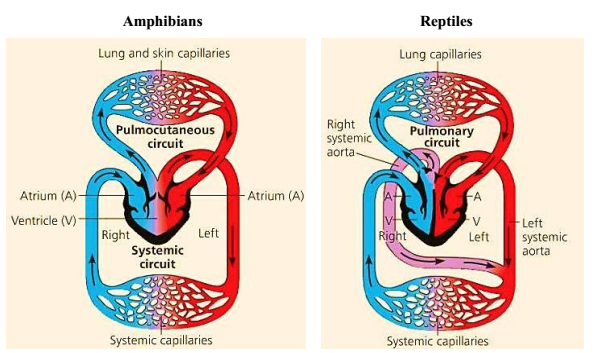 Amphibians
Lung and skin capillaries
Pulmocutaneous
circuit
Atrium (A)
Atrium (A)
Ventricle (V)
Right
Left
Systemic
circuit
Systemic capillaries
Reptiles
Lung capillaries
Right
systemic
aorta
Pulmonary
circuit
A
A
V
V
Right
Left
Left
systemic
aorta
Systemic capillaries